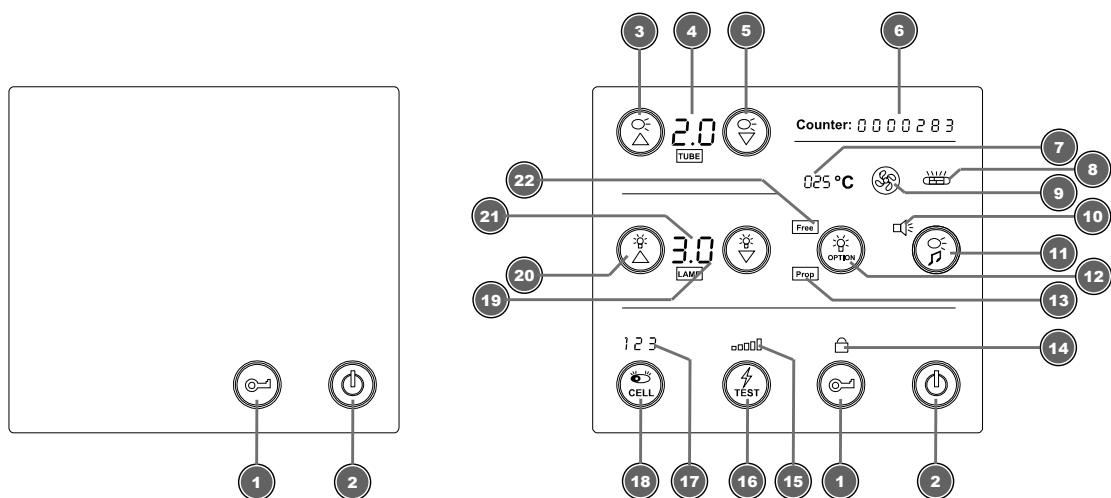 3 4 5 6
2.0
TUBE
Counter: 0000283
7
22 025 °C 8
9
21 Free 10
3.0 OPTION
20 LAMP 11
Prop 12
19 13
123 14
CELL TEST
1 2 18 17 16 15 1 2